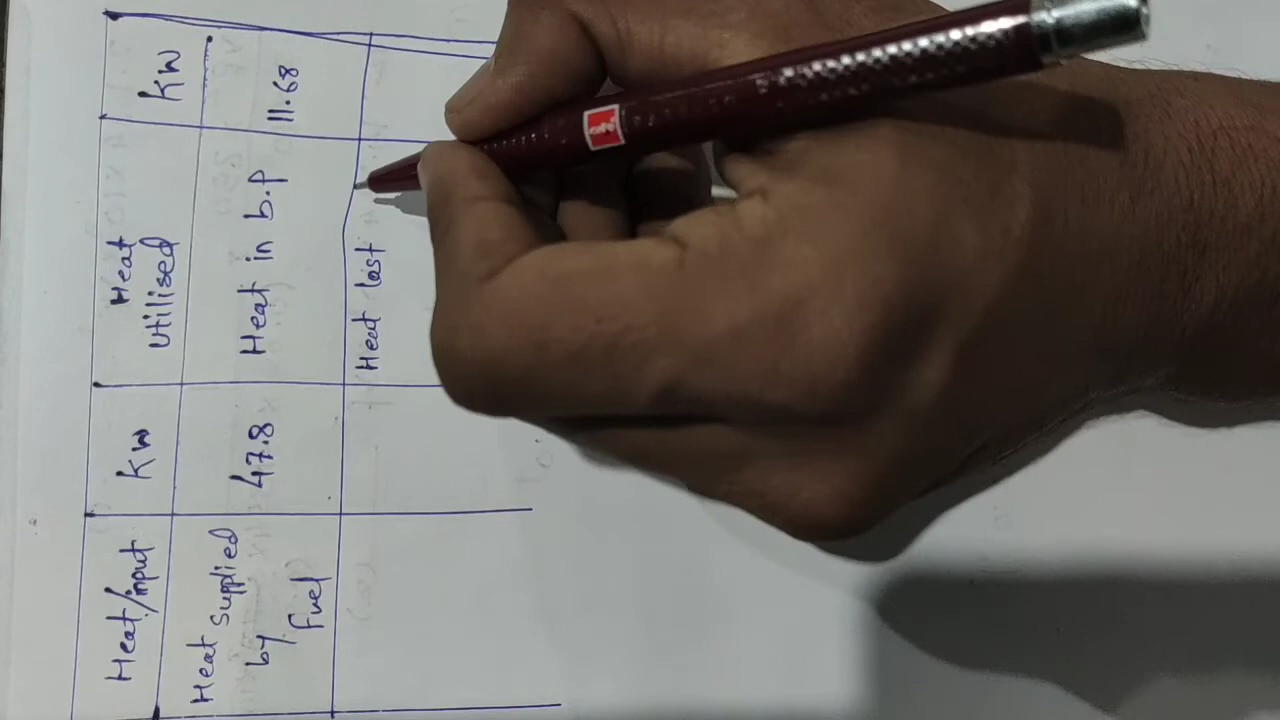 Heat/input
KW
Heat
Utilised
KW
Heat Supplied
by
Fuel
47.8
Heat in b.p
11.68
Heat lost